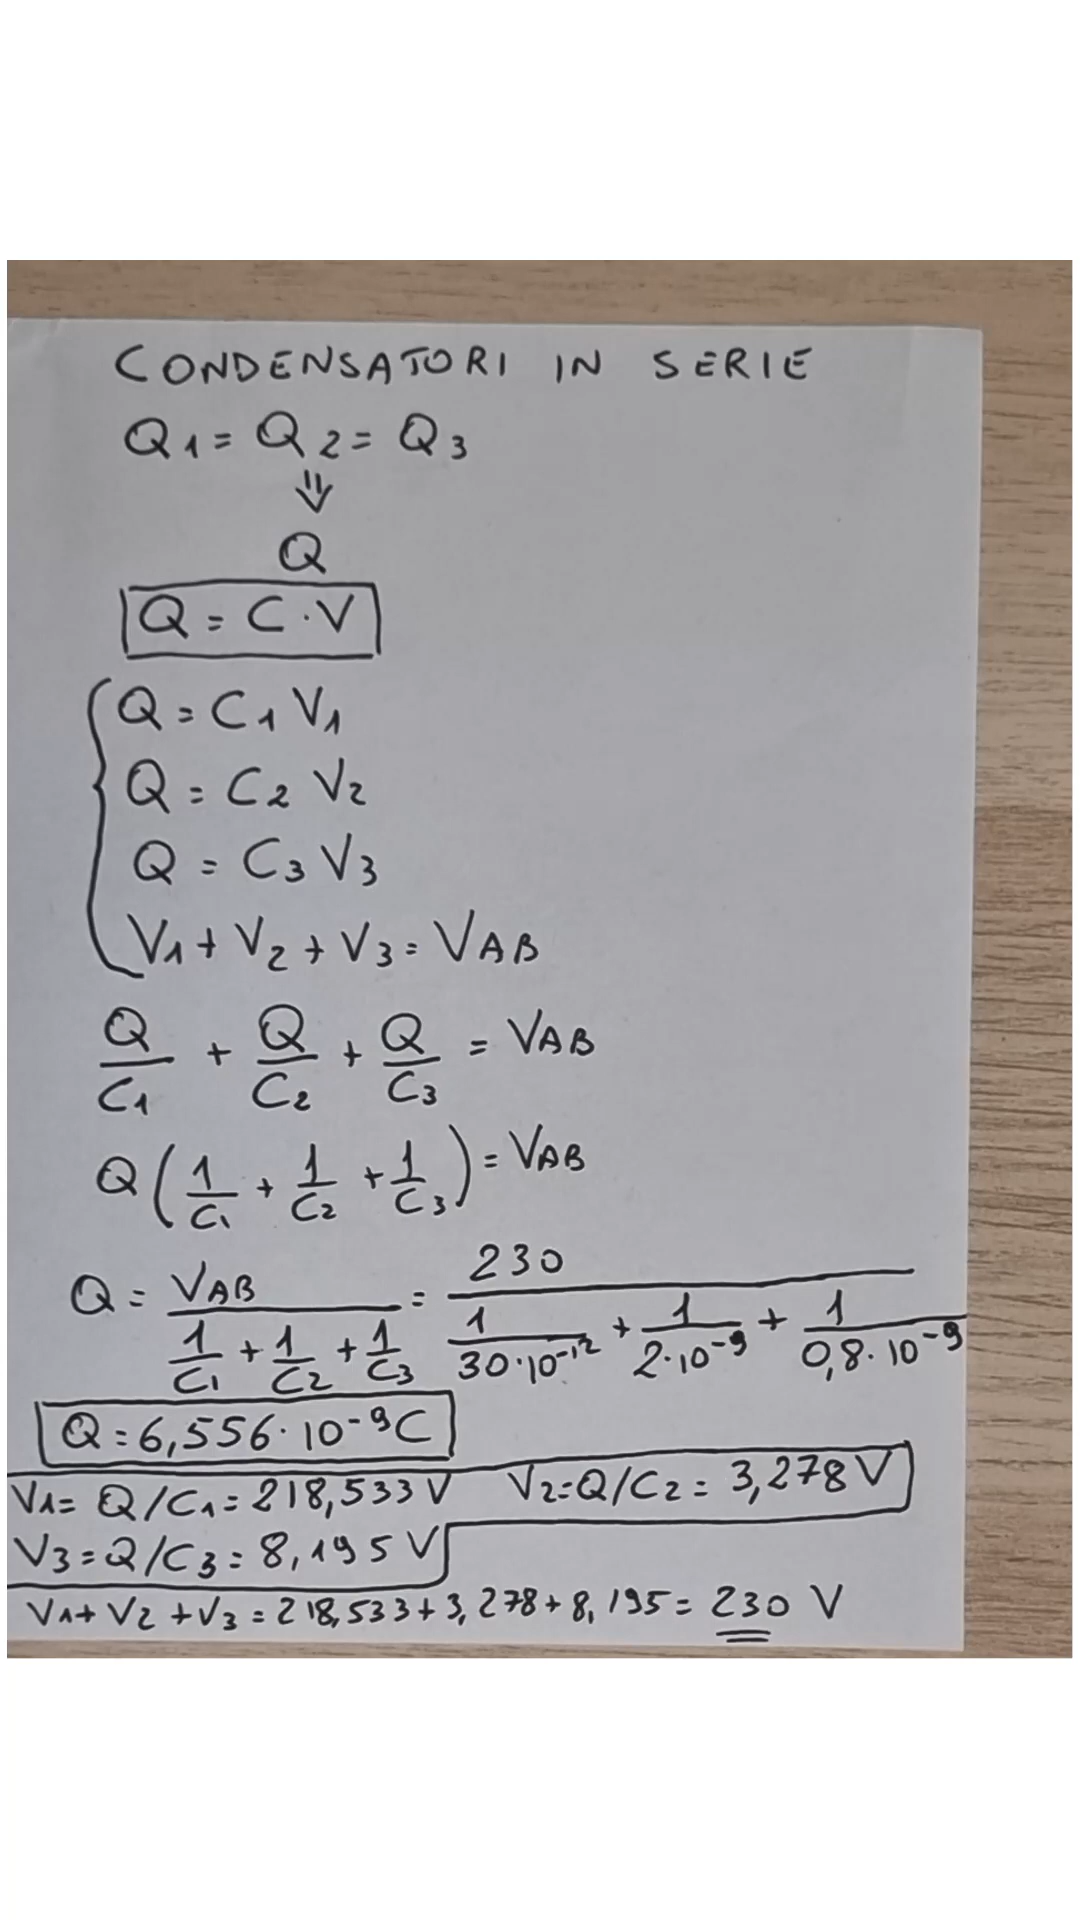 CONDENSATORI IN SERIE
Q1 = Q2 = Q3
⇓
Q
Q = C · V
Q = C1 V1
Q = C2 V2
Q = C3 V3
V1 + V2 + V3 = VAB
Q/C1 + Q/C2 + Q/C3 = VAB
Q (1/C1 + 1/C2 + 1/C3) = VAB
Q = VAB / (1/C1 + 1/C2 + 1/C3) = 230 / (1/30·10⁻¹² + 1/2·10⁻⁹ + 1/0,8·10⁻⁹)
Q = 6,556·10⁻⁹C
V1 = Q/C1 = 218,533 V V2 = Q/C2 = 3,278 V
V3 = Q/C3 = 8,195 V
V1 + V2 + V3 = 218,533 + 3,278 + 8,195 = 230 V